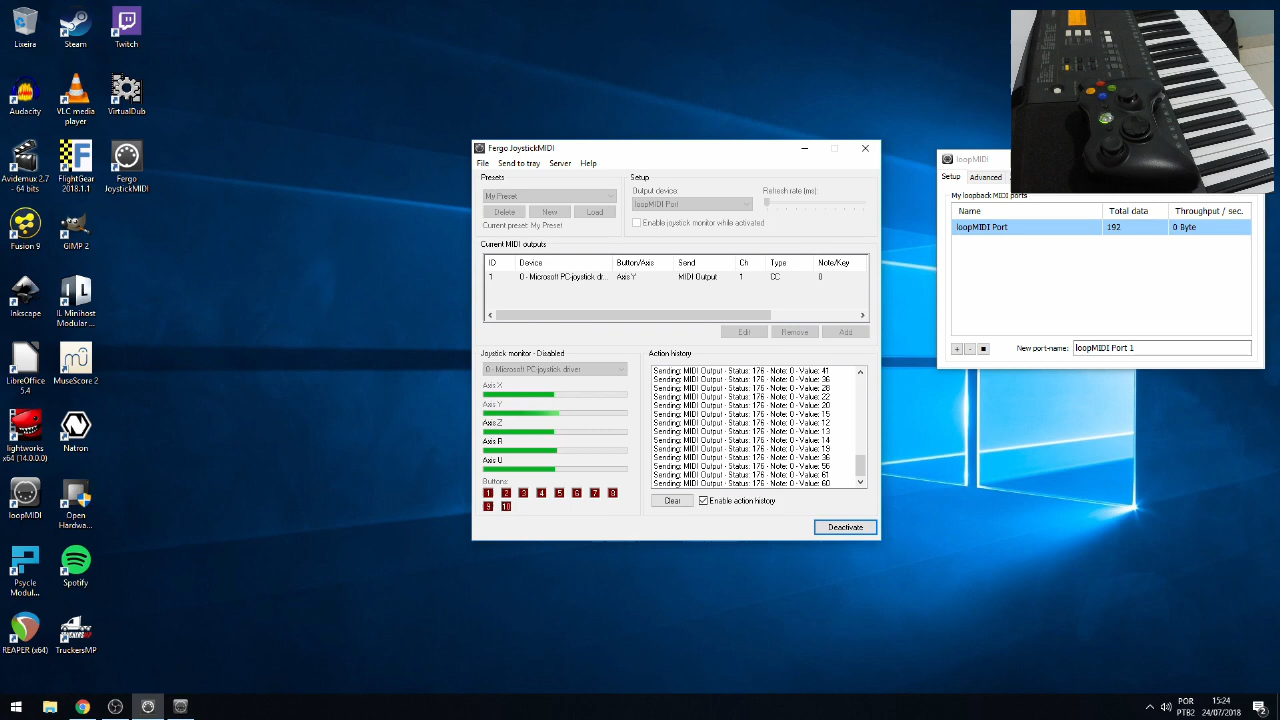 Lixeira
Steam
Twitch
Audacity
VLC media
player
VirtualDub
Avidemux 2.7
- 64 bits
FlightGear
2018.1.1
Fergo
JoystickMIDI
Fusion 9
GIMP 2
Inkscape
IL Minihost
Modular ...
LibreOffice
5.4
MuseScore 2
lightworks
x64 (14.0.0.0)
Natron
loopMIDI
Open
Hardwa...
Psycle
Modul...
Spotify
REAPER (x64)
TruckersMP
Fergo JoystickMIDI
File Send to tray Server Help
Presets
My Preset
Delete New Load
Current preset: My Preset
Setup
Output device:
loopMIDI Port
Refresh rate (ms):
Enable joystick monitor while activated
Current MIDI outputs
ID Device Button/Axis Send Ch Type Note/Key
1 0 - Microsoft PC-joystick dr... Axis Y MIDI Output 1 CC 0
Edit Remove Add
Joystick monitor - Disabled
0 - Microsoft PC-joystick driver
Axis X
Axis Y
Axis Z
Axis R
Axis U
Buttons:
1 2 3 4 5 6 7 8
9 10
Action history
Sending: MIDI Output - Status: 176 - Note: 0 - Value: 41
Sending: MIDI Output - Status: 176 - Note: 0 - Value: 36
Sending: MIDI Output - Status: 176 - Note: 0 - Value: 28
Sending: MIDI Output - Status: 176 - Note: 0 - Value: 22
Sending: MIDI Output - Status: 176 - Note: 0 - Value: 20
Sending: MIDI Output - Status: 176 - Note: 0 - Value: 15
Sending: MIDI Output - Status: 176 - Note: 0 - Value: 12
Sending: MIDI Output - Status: 176 - Note: 0 - Value: 13
Sending: MIDI Output - Status: 176 - Note: 0 - Value: 14
Sending: MIDI Output - Status: 176 - Note: 0 - Value: 19
Sending: MIDI Output - Status: 176 - Note: 0 - Value: 36
Sending: MIDI Output - Status: 176 - Note: 0 - Value: 56
Sending: MIDI Output - Status: 176 - Note: 0 - Value: 61
Sending: MIDI Output - Status: 176 - Note: 0 - Value: 60
Clear Enable action history
Deactivate
loopMIDI
Setup Advanced
My loopback MIDI ports
Name Total data Throughput / sec.
loopMIDI Port 192 0 Byte
+ - New port-name: loopMIDI Port 1
POR
PTB2
15:24
24/07/2018
2